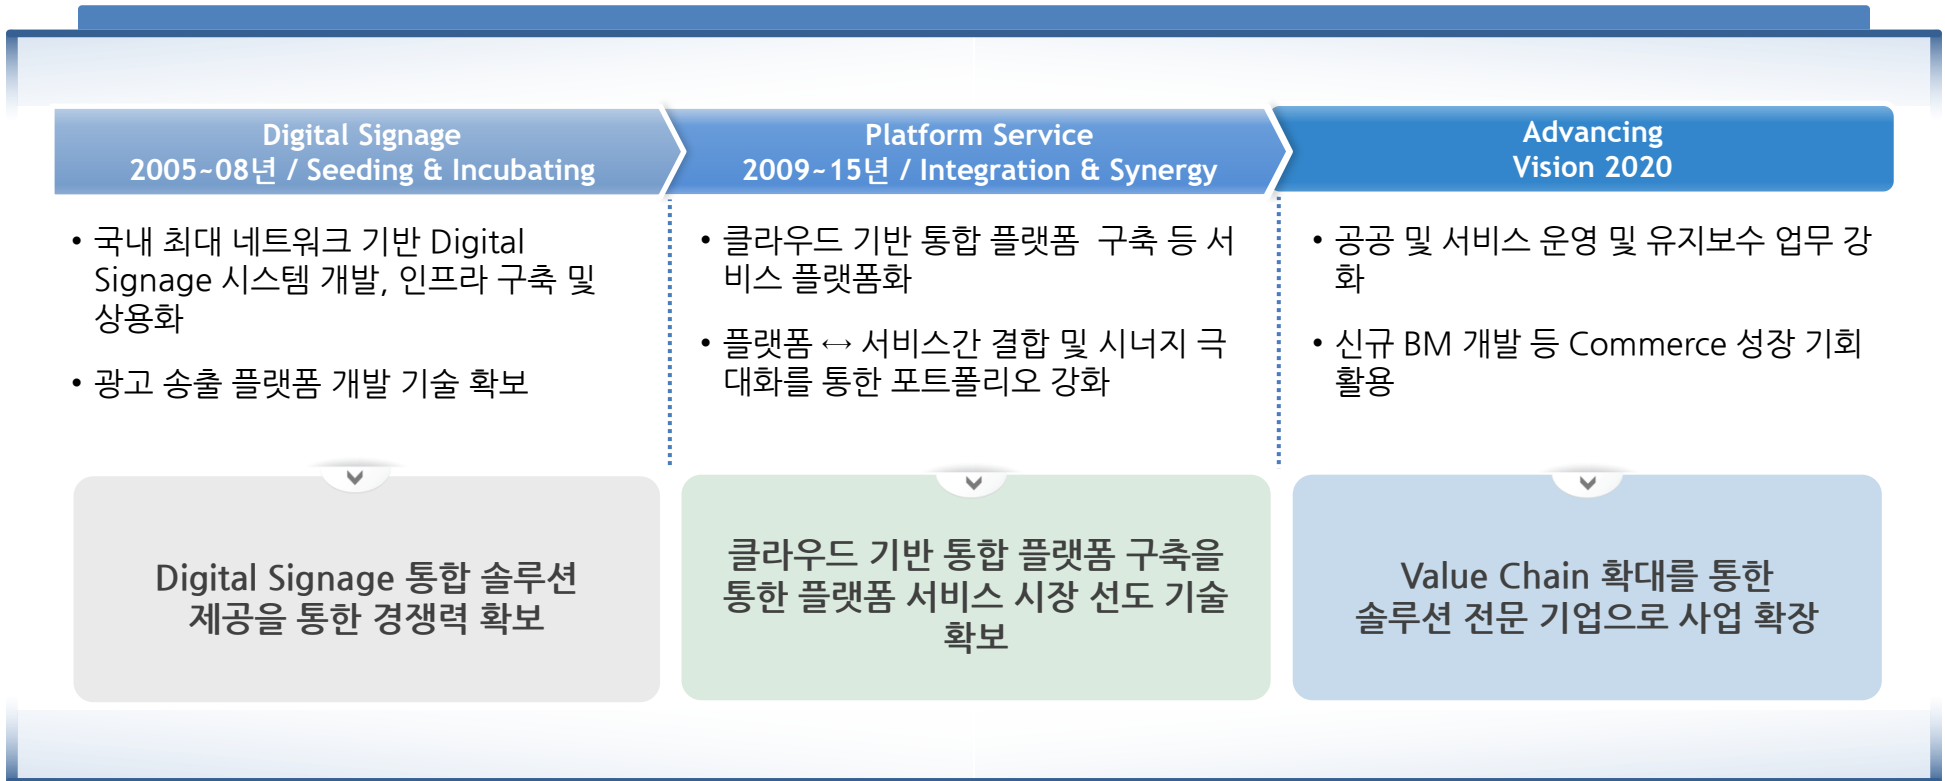 Digital Signage
2005~08년 / Seeding & Incubating
Platform Service
2009~15년 / Integration & Synergy
Advancing
Vision 2020
• 국내 최대 네트워크 기반 Digital
Signage 시스템 개발, 인프라 구축 및
상용화
• 광고 송출 플랫폼 개발 기술 확보
• 클라우드 기반 통합 플랫폼 구축 등 서
비스 플랫폼화
• 플랫폼 ↔ 서비스간 결합 및 시너지 극
대화를 통한 포트폴리오 강화
• 공공 및 서비스 운영 및 유지보수 업무 강
화
• 신규 BM 개발 등 Commerce 성장 기회
활용
Digital Signage 통합 솔루션
제공을 통한 경쟁력 확보
클라우드 기반 통합 플랫폼 구축을
통한 플랫폼 서비스 시장 선도 기술
확보
Value Chain 확대를 통한
솔루션 전문 기업으로 사업 확장